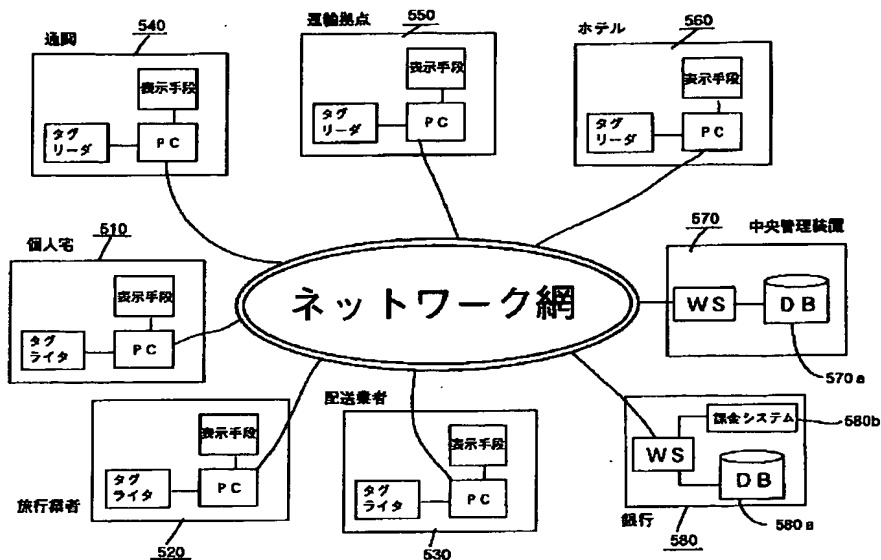 通関
540
表示手段
タグ
リーダ
PC
運輸拠点
550
表示手段
タグ
リーダ
PC
ホテル
560
表示手段
タグ
リーダ
PC
個人宅
510
表示手段
タグ
ライタ
PC
ネットワーク網
570
中央管理装置
WS
DB
570a
旅行業者
表示手段
タグ
ライタ
PC
520
配送業者
表示手段
タグ
ライタ
PC
530
課金システム
580b
WS
DB
銀行
580
580a